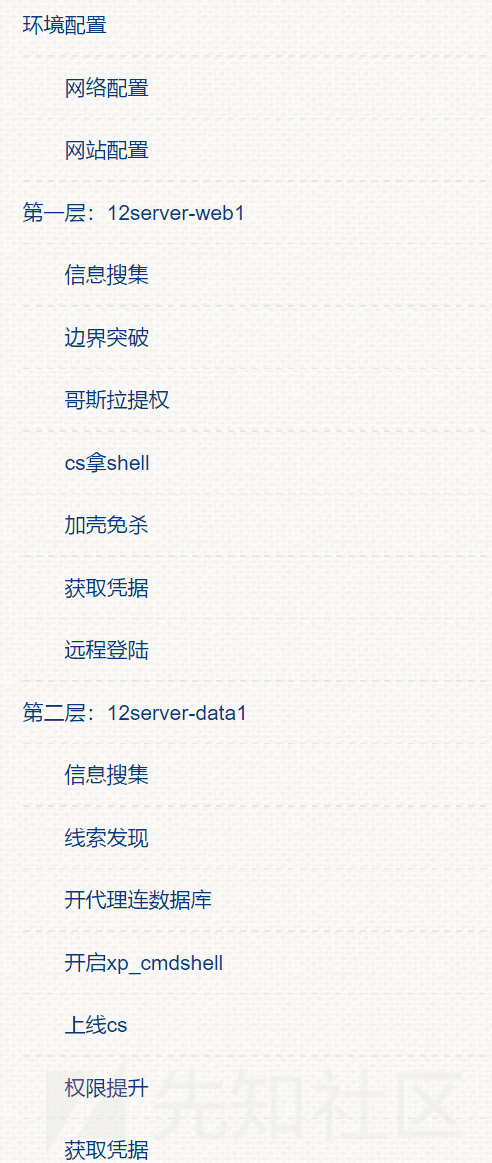 环境配置
网络配置
网站配置
第一层：12server-web1
信息搜集
边界突破
哥斯拉提权
cs拿shell
加壳免杀
获取凭据
远程登陆
第二层：12server-data1
信息搜集
线索发现
开代理连数据库
开启xp_cmdshell
上线cs
权限提升
先知社区
获取凭据